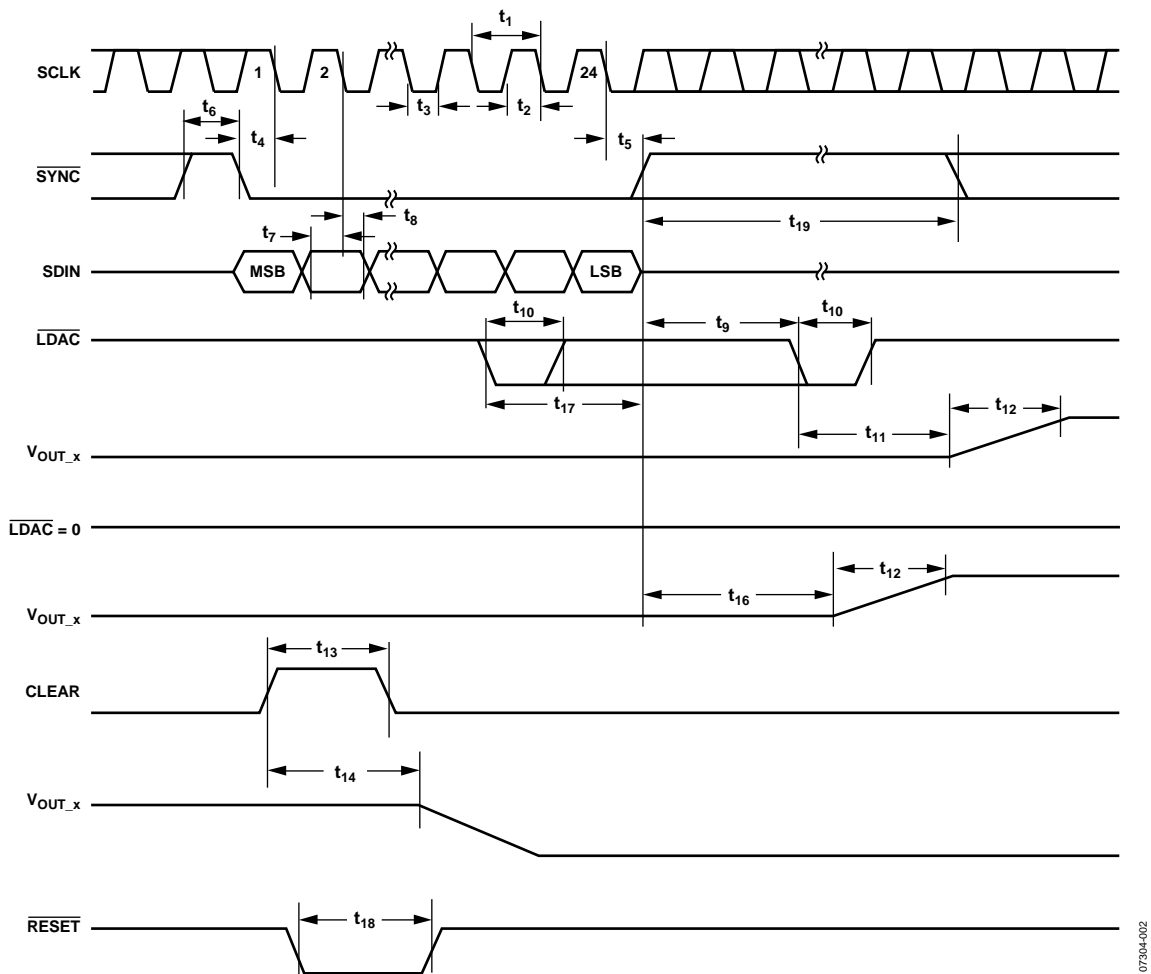 t1
SCLK
1
2
24
t3
t2
t6
t4
t5
SYNC
t19
t7
t8
SDIN
MSB
LSB
t10
t9
t10
LDAC
t17
t11
t12
VOUT_x
LDAC = 0
t12
t16
VOUT_x
t13
CLEAR
t14
VOUT_x
RESET
t18
07304-002